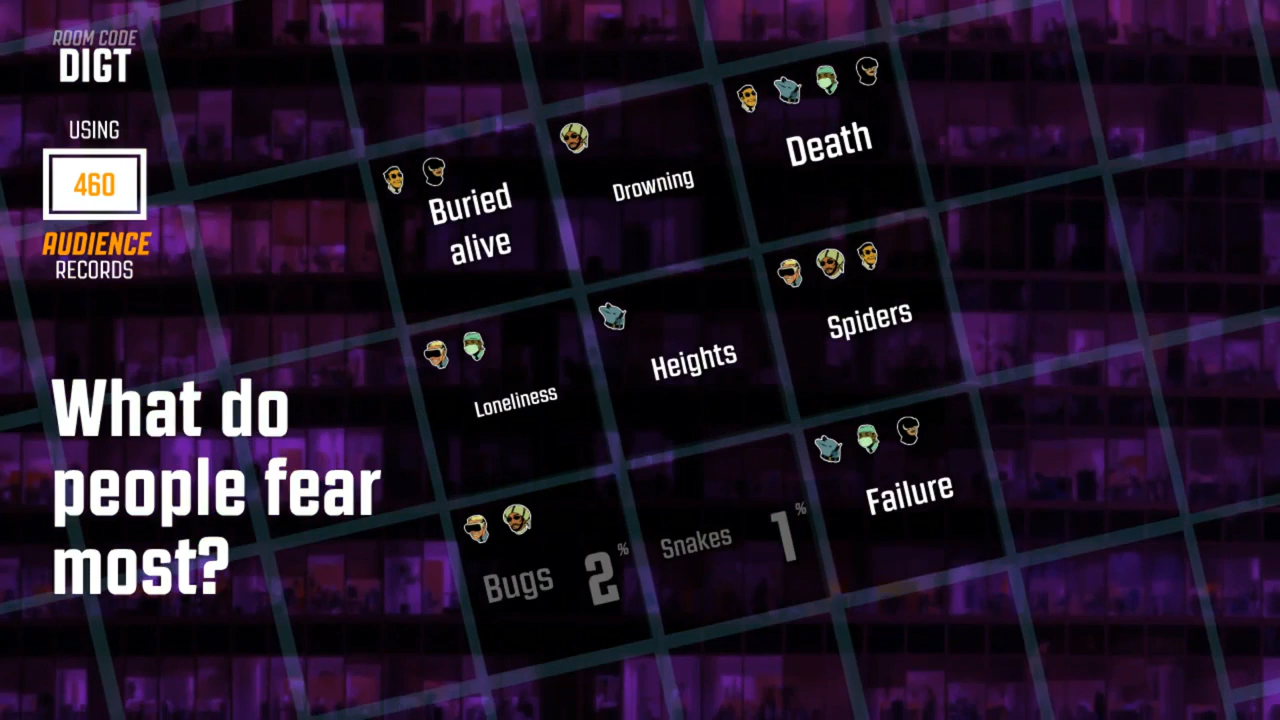 ROOM CODE
DIGT
USING
460
AUDIENCE
RECORDS
What do
people fear
most?
Buried
alive
Drowning
Death
Loneliness
Heights
Spiders
Bugs 2%
Snakes 1%
Failure